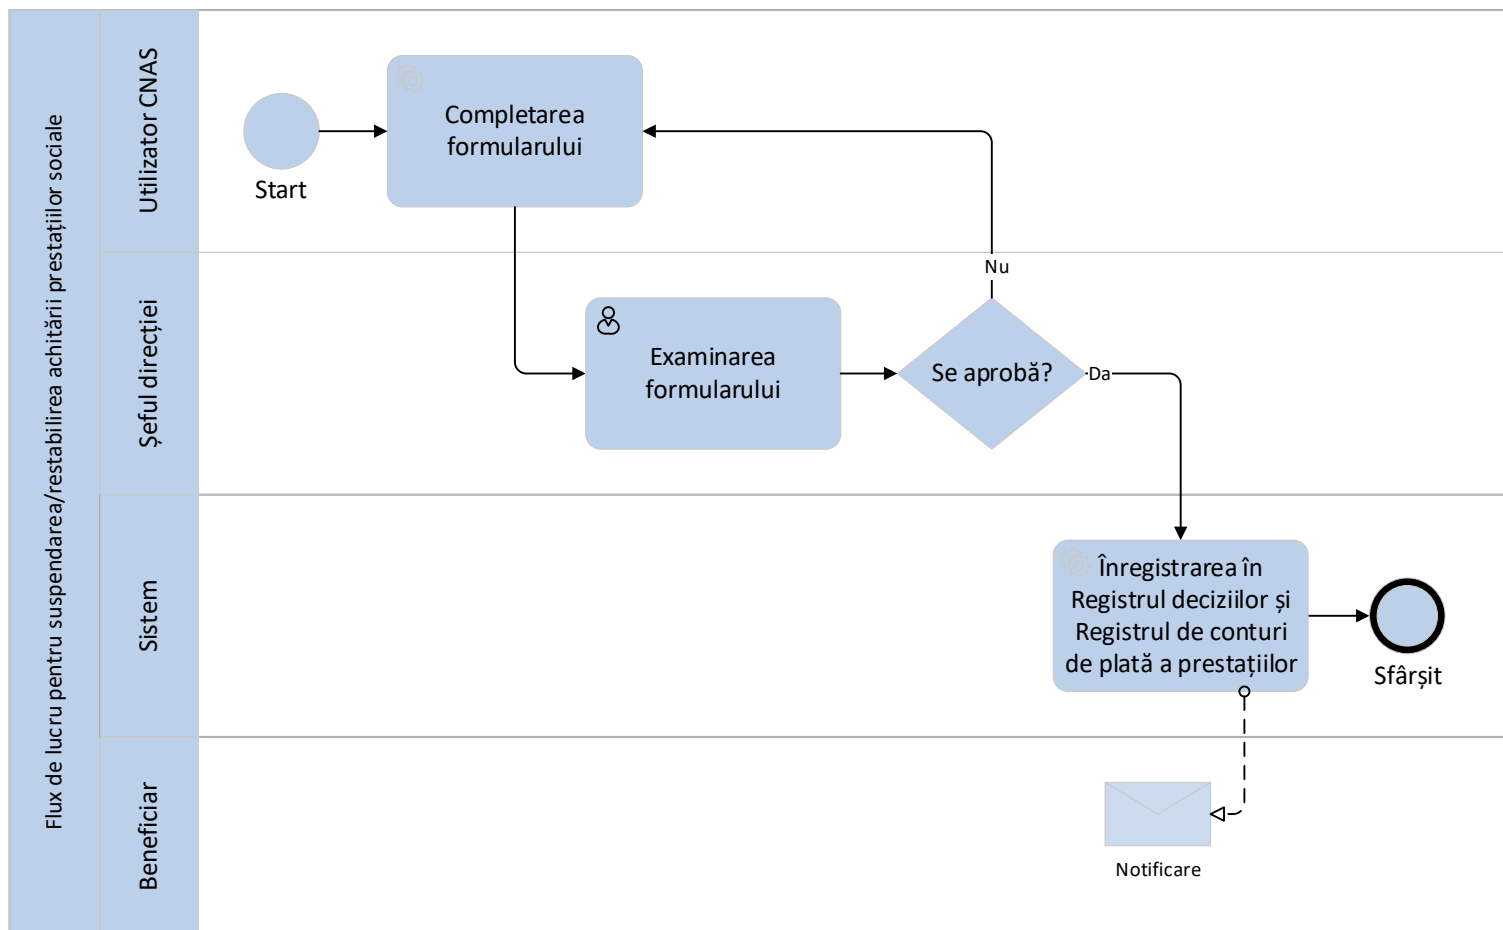 Flux de lucru pentru suspendarea/restabilirea achitării prestațiilor sociale
Utilizator CNAS
Start
Completarea
formularului
Șeful direcției
Examinarea
formularului
Se aprobă?
Nu
Da
Sistem
Înregistrarea în
Registrul deciziilor și
Registrul de conturi
de plată a prestațiilor
Sfârșit
Beneficiar
Notificare